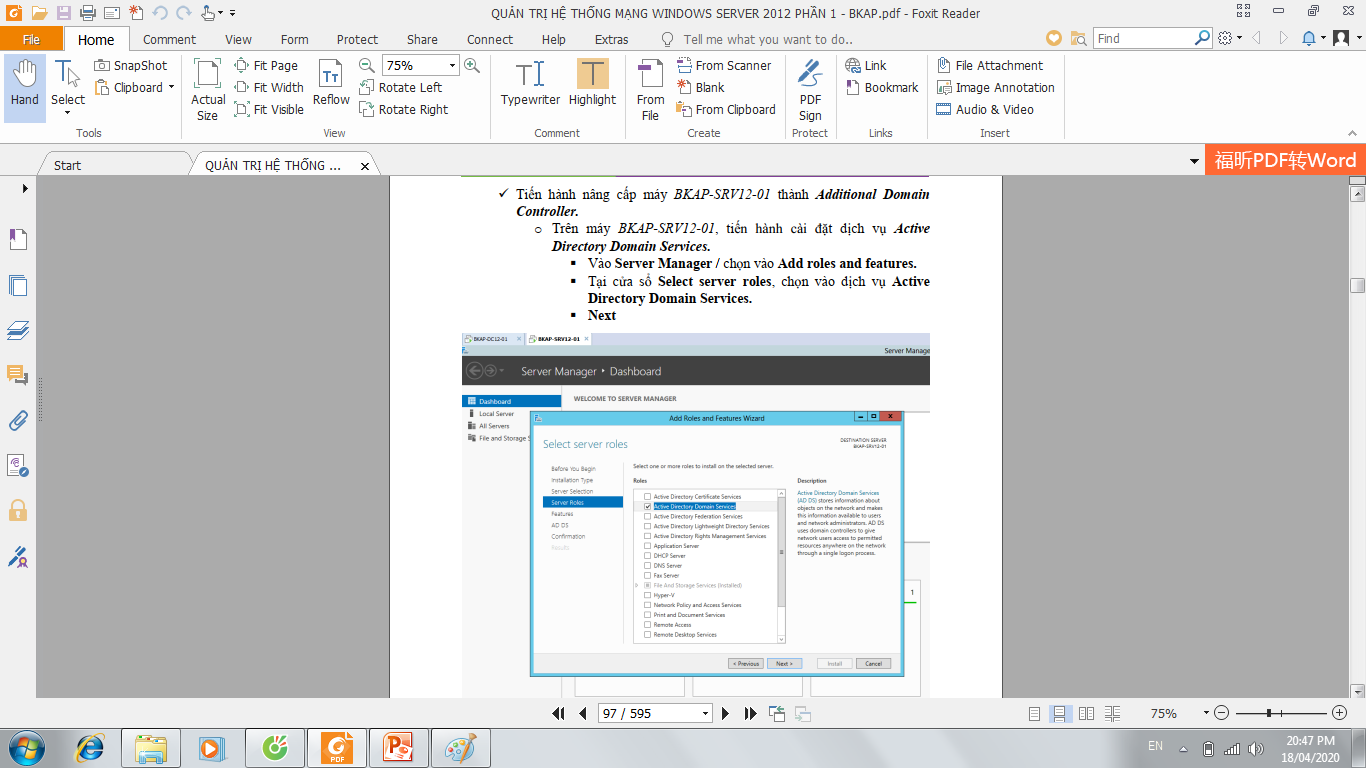 QUẢN TRỊ HỆ THỐNG MẠNG WINDOWS SERVER 2012 PHẦN 1 - BKAP.pdf - Foxit Reader
File Home Comment View Form Protect Share Connect Help Extras Tell me what you want to do.. Find
Hand
Select
SnapShot
Clipboard
Tools
Actual Size
Fit Page
Fit Width
Fit Visible
Reflow
75%
Rotate Left
Rotate Right
View
Typewriter
Highlight
Comment
From File
From Scanner
Blank
From Clipboard
Create
PDF Sign
Protect
Link
Bookmark
Links
File Attachment
Image Annotation
Audio & Video
Insert
Start
QUẢN TRỊ HỆ THỐNG ...
福昕PDF转Word
✓ Tiến hành nâng cấp máy BKAP-SRV12-01 thành Additional Domain
Controller.
o Trên máy BKAP-SRV12-01, tiến hành cài đặt dịch vụ Active
Directory Domain Services.
▪ Vào Server Manager / chọn vào Add roles and features.
▪ Tại cửa sổ Select server roles, chọn vào dịch vụ Active
Directory Domain Services.
▪ Next
BKAP-DC12-01 BKAP-SRV12-01
Server Manage
Server Manager • Dashboard
Dashboard
Local Server
All Servers
File and Storage S
WELCOME TO SERVER MANAGER
Add Roles and Features Wizard
Select server roles
DESTINATION SERVER
BKAP-SRV12-01
Before You Begin
Installation Type
Server Selection
Server Roles
Features
AD DS
Confirmation
Results
Select one or more roles to install on the selected server.
Roles
Active Directory Certificate Services
Active Directory Domain Services
Active Directory Federation Services
Active Directory Lightweight Directory Services
Active Directory Rights Management Services
Application Server
DHCP Server
DNS Server
Fax Server
File And Storage Services (Installed)
Hyper-V
Network Policy and Access Services
Print and Document Services
Remote Access
Remote Desktop Services
Description
Active Directory Domain Services
(AD DS) stores information about
objects on the network and makes
this information available to users
and network administrators. AD DS
uses domain controllers to give
network users access to permitted
resources anywhere on the network
through a single logon process.
1
< Previous Next > Install Cancel
97 / 595
75%
PDF
EN
20:47 PM
18/04/2020